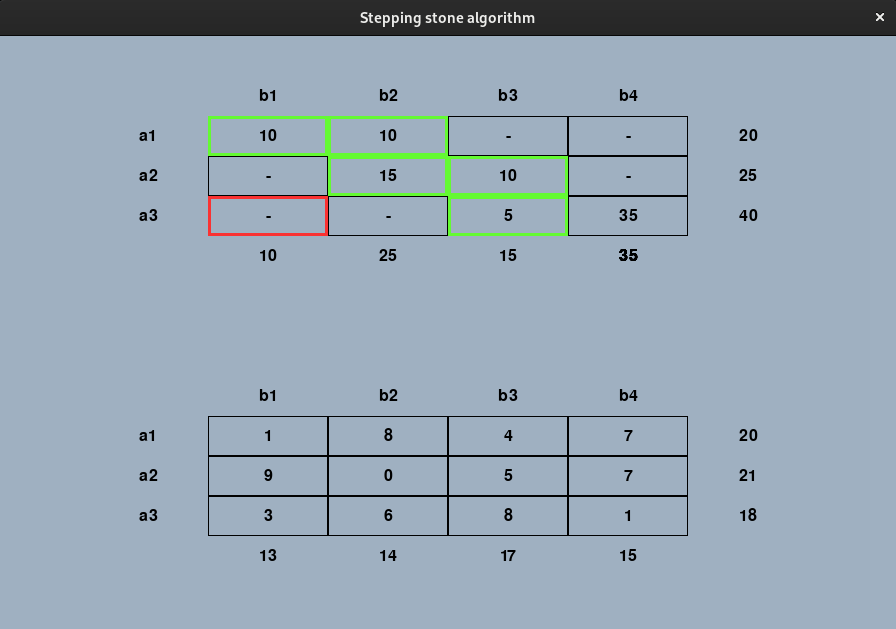 Stepping stone algorithm ×
b1 b2 b3 b4
a1 10 10 - - 20
a2 - 15 10 - 25
a3 - - 5 35 40
10 25 15 35
b1 b2 b3 b4
a1 1 8 4 7 20
a2 9 0 5 7 21
a3 3 6 8 1 18
13 14 17 15